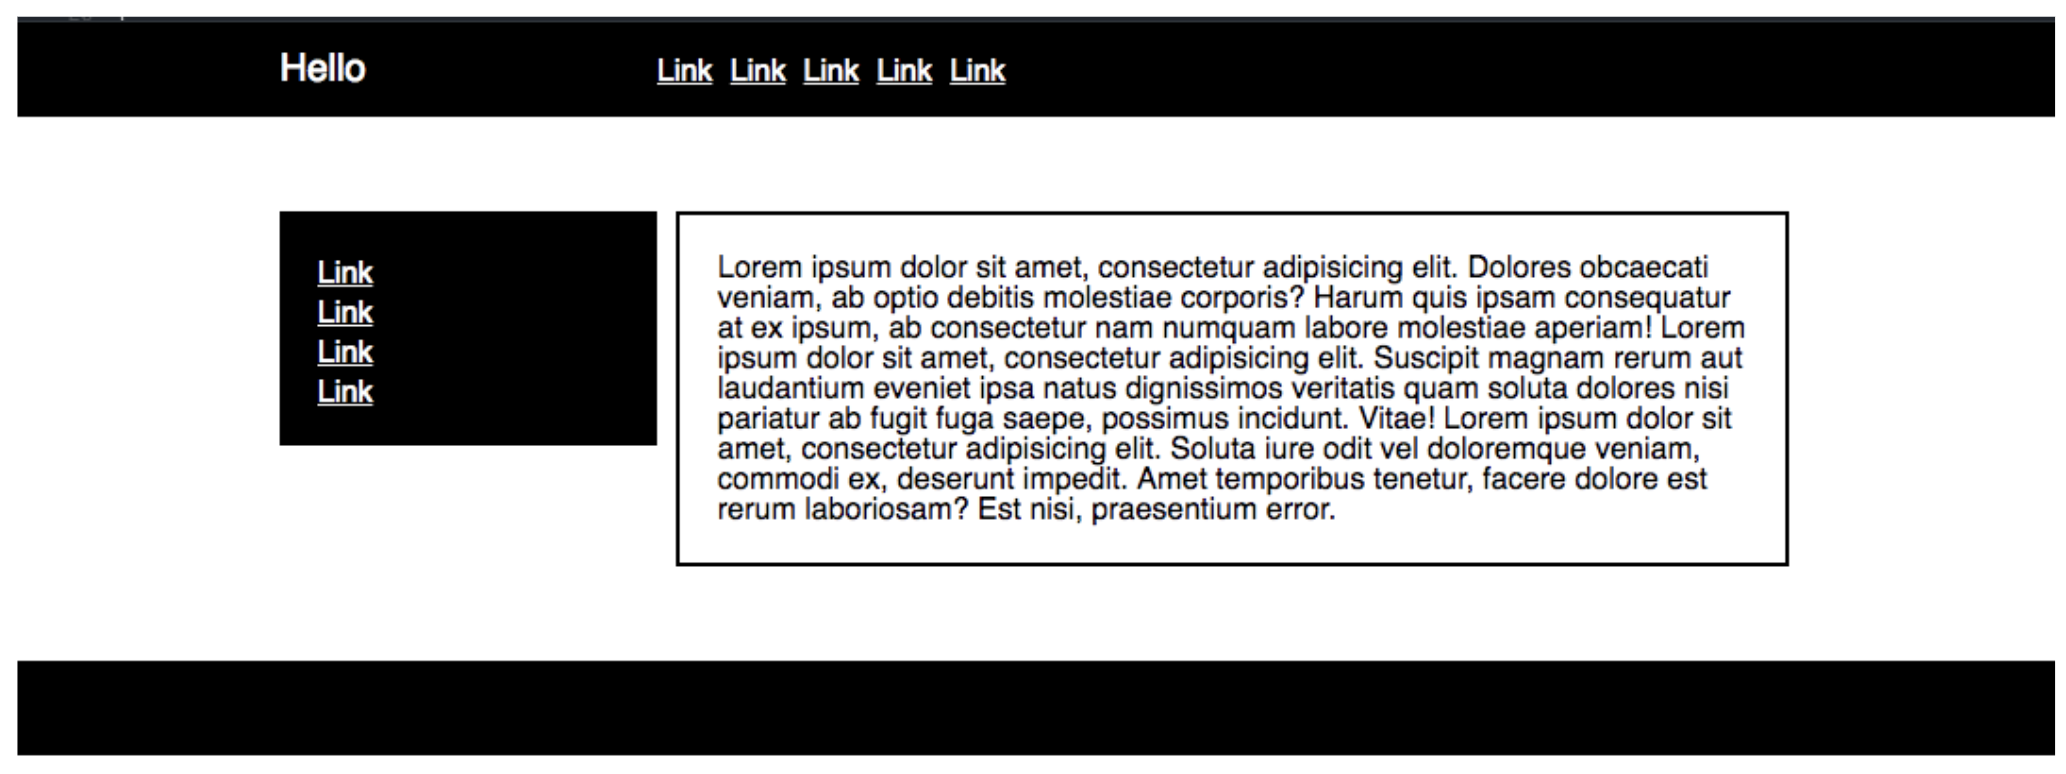 Hello
Link Link Link Link Link
Link
Link
Link
Link
Lorem ipsum dolor sit amet, consectetur adipisicing elit. Dolores obcaecati
veniam, ab optio debitis molestiae corporis? Harum quis ipsam consequatur
at ex ipsum, ab consectetur nam numquam labore molestiae aperiam! Lorem
ipsum dolor sit amet, consectetur adipisicing elit. Suscipit magnam rerum aut
laudantium eveniet ipsa natus dignissimos veritatis quam soluta dolores nisi
pariatur ab fugit fuga saepe, possimus incidunt. Vitae! Lorem ipsum dolor sit
amet, consectetur adipisicing elit. Soluta iure odit vel doloremque veniam,
commodi ex, deserunt impedit. Amet temporibus tenetur, facere dolore est
rerum laboriosam? Est nisi, praesentium error.